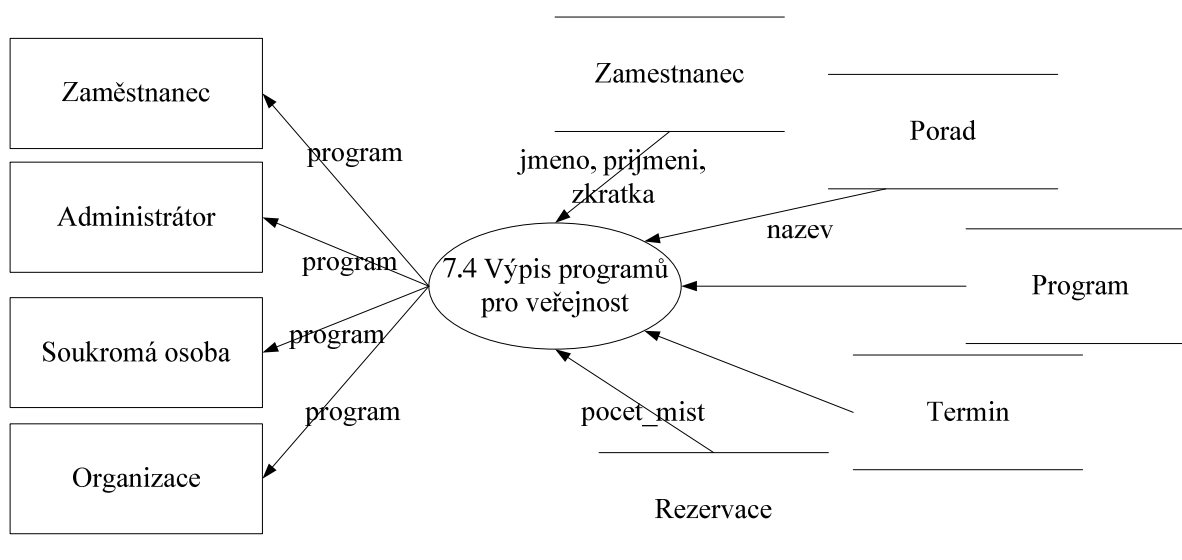 Zaměstnanec
Administrátor
Soukromá osoba
Organizace
program
program
program
program
7.4 Výpis programů
pro veřejnost
Zamestnanec
jmeno, prijmeni,
zkratka
Porad
nazev
Program
Termin
pocet_mist
Rezervace